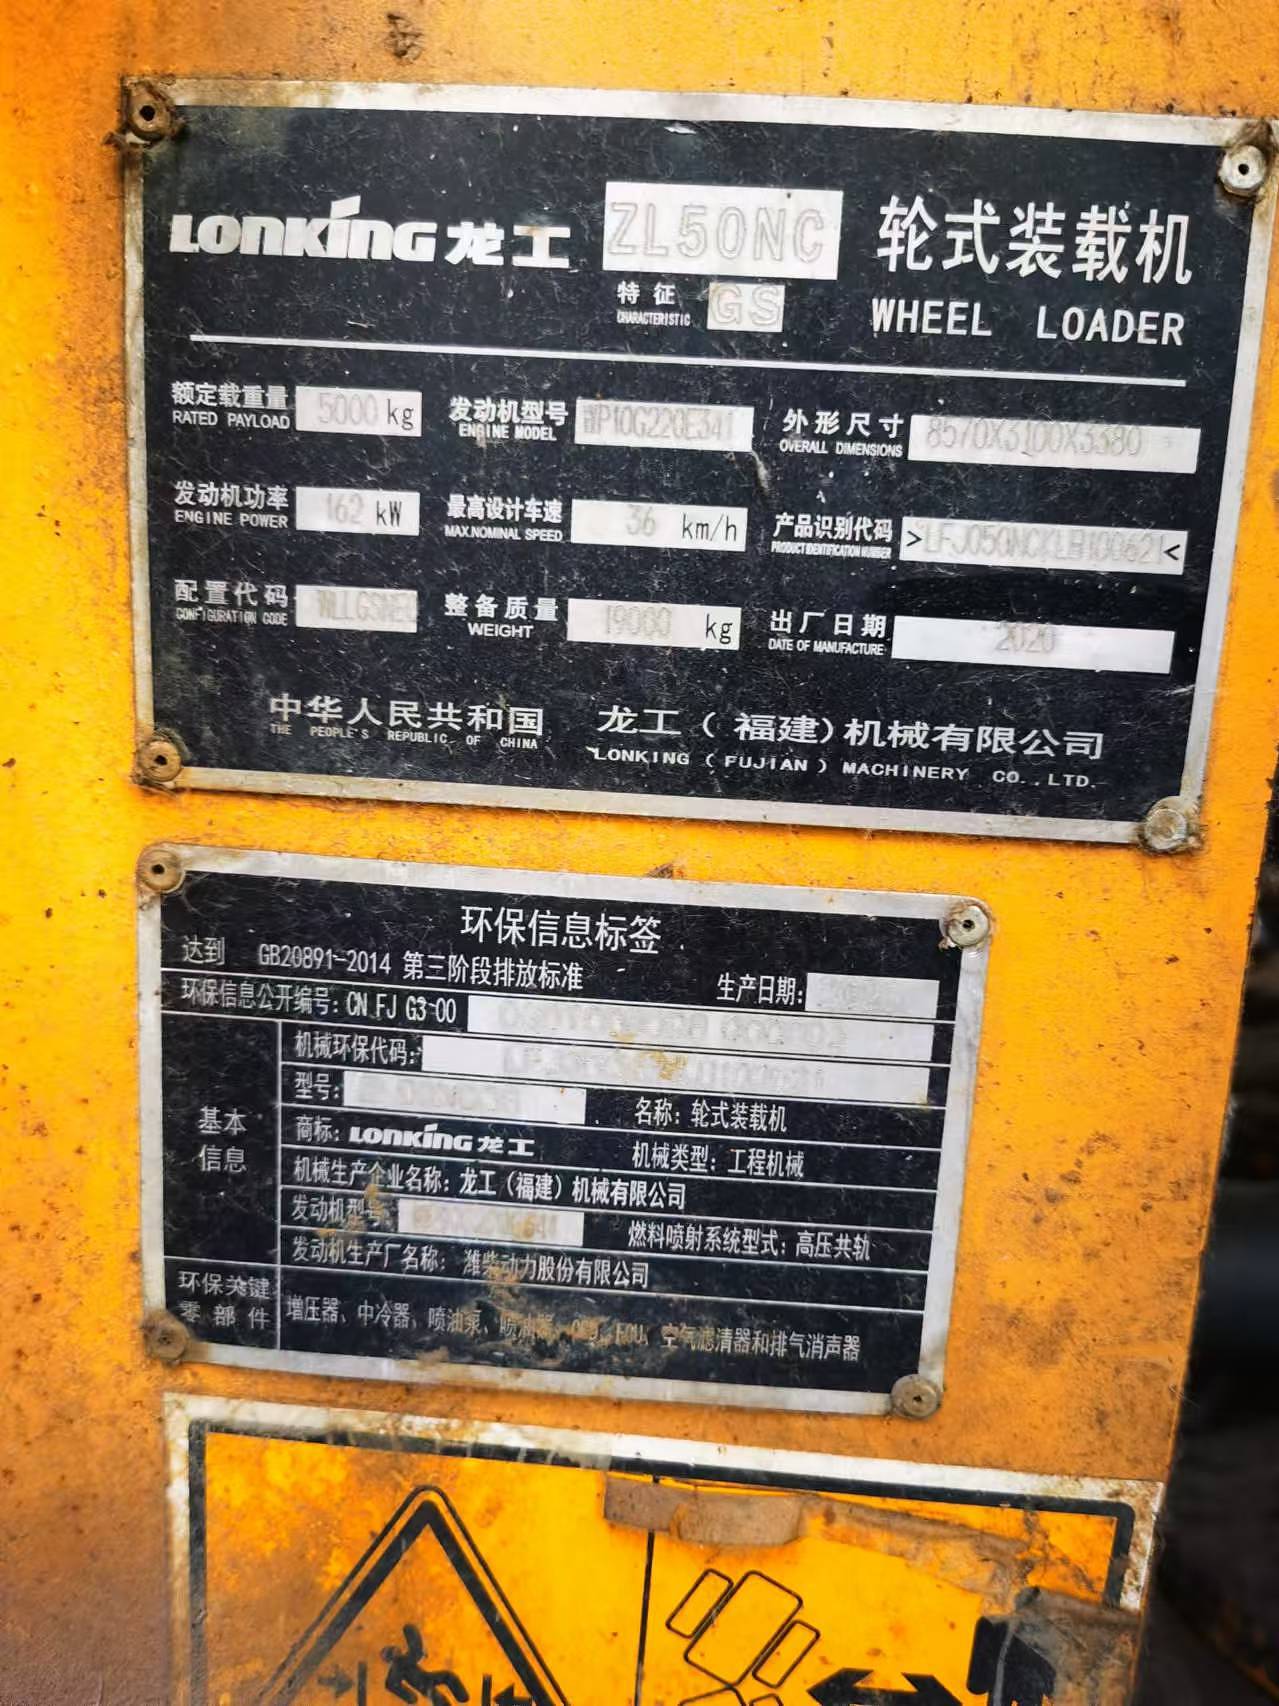 LONKING 龙工 ZL50NC 轮式装载机
特征 GS
CHARACTERISTIC
WHEEL LOADER
额定载重量 5000 kg 发动机型号 WP10G220E341 外形尺寸 8570X3100X3380
RATED PAYLOAD ENGINE MODEL OVERALL DIMENSIONS
发动机功率 162 kW 最高设计车速 36 km/h 产品识别代码
ENGINE POWER MAX.NOMINAL SPEED PRODUCT IDENTIFICATION NUMBER
配置代码 整备质量 19000 kg 出厂日期 2020
CONFIGURATION CODE WEIGHT DATE OF MANUFACTURE
中华人民共和国 龙工(福建)机械有限公司
THE PEOPLE'S REPUBLIC OF CHINA LONKING (FUJIAN) MACHINERY CO.,LTD.
环保信息标签
达到 GB20891-2014 第三阶段排放标准 生产日期:
环保信息公开编号: CN FJ G3 00
机械环保代码:
型号: 名称: 轮式装载机
基本信息
商标: LONKING 龙工 机械类型: 工程机械
机械生产企业名称: 龙工(福建)机械有限公司
发动机型号: 燃料喷射系统型式: 高压共轨
发动机生产厂名称: 潍柴动力股份有限公司
环保关键零部件 增压器、中冷器、喷油泵、喷油器、ECU、空气滤清器和排气消声器